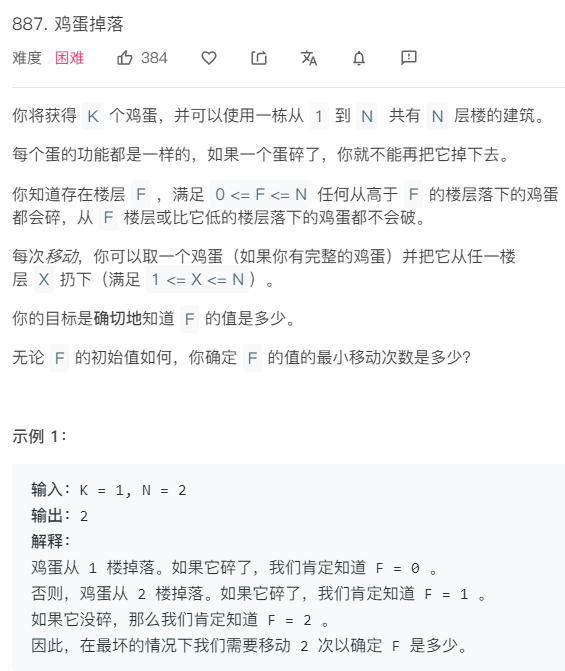 887. 鸡蛋掉落
难度 困难 384
你将获得 K 个鸡蛋，并可以使用一栋从 1 到 N 共有 N 层楼的建筑。
每个蛋的功能都是一样的，如果一个蛋碎了，你就不能再把它掉下去。
你知道存在楼层 F ，满足 0 <= F <= N 任何从高于 F 的楼层落下的鸡蛋
都会碎，从 F 楼层或比它低的楼层落下的鸡蛋都不会破。
每次移动，你可以取一个鸡蛋（如果你有完整的鸡蛋）并把它从任一楼
层 X 扔下（满足 1 <= X <= N）。
你的目标是确切地知道 F 的值是多少。
无论 F 的初始值如何，你确定 F 的值的最小移动次数是多少？
示例 1：
输入：K = 1, N = 2
输出：2
解释：
鸡蛋从 1 楼掉落。如果它碎了，我们肯定知道 F = 0 。
否则，鸡蛋从 2 楼掉落。如果它碎了，我们肯定知道 F = 1 。
如果它没碎，那么我们肯定知道 F = 2 。
因此，在最坏的情况下我们需要移动 2 次以确定 F 是多少。